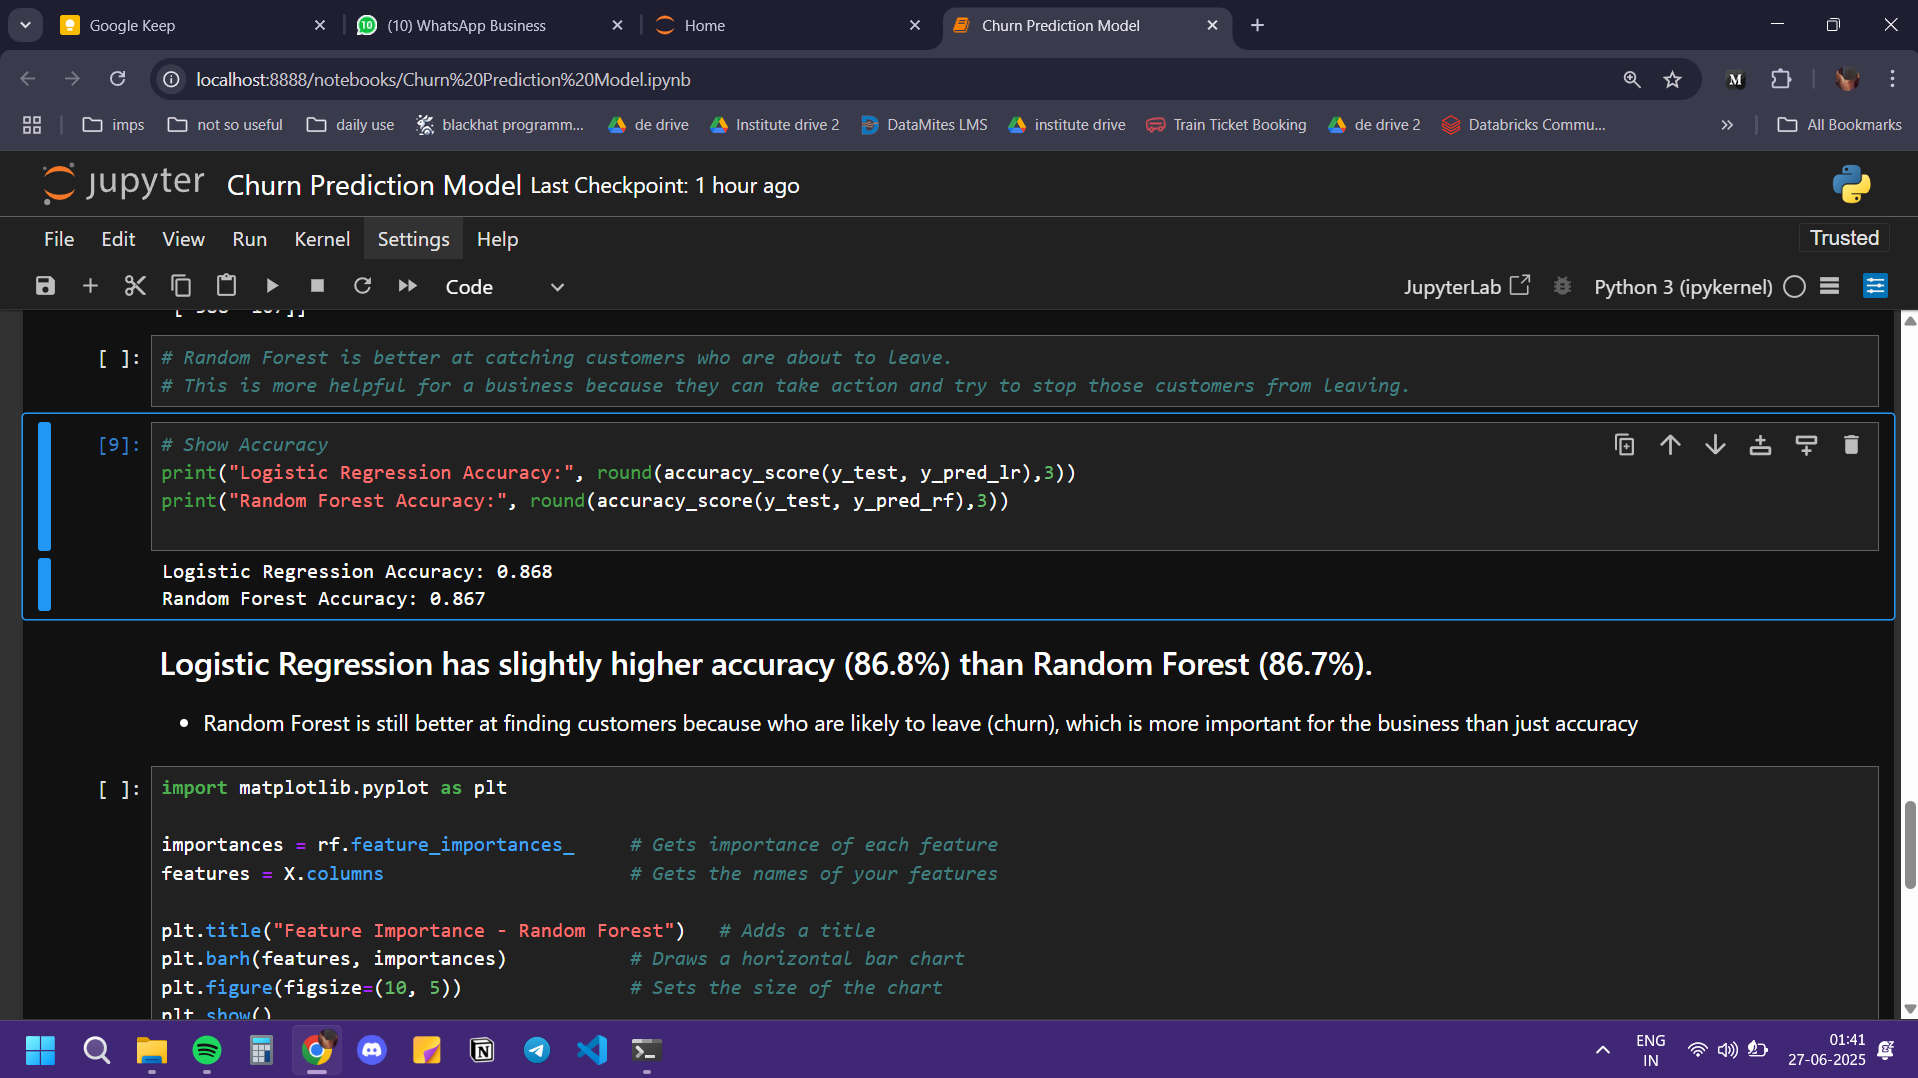 Google Keep
(10) WhatsApp Business
Home
Churn Prediction Model
localhost:8888/notebooks/Churn%20Prediction%20Model.ipynb
imps
not so useful
daily use
blackhat programm...
de drive
Institute drive 2
DataMites LMS
institute drive
Train Ticket Booking
de drive 2
Databricks Commu...
All Bookmarks
jupyter Churn Prediction Model Last Checkpoint: 1 hour ago
File Edit View Run Kernel Settings Help
Trusted
Code
JupyterLab
Python 3 (ipykernel)
[ ]:
# Random Forest is better at catching customers who are about to leave.
# This is more helpful for a business because they can take action and try to stop those customers from leaving.
[9]:
# Show Accuracy
print("Logistic Regression Accuracy:", round(accuracy_score(y_test, y_pred_lr),3))
print("Random Forest Accuracy:", round(accuracy_score(y_test, y_pred_rf),3))
Logistic Regression Accuracy: 0.868
Random Forest Accuracy: 0.867
Logistic Regression has slightly higher accuracy (86.8%) than Random Forest (86.7%).
• Random Forest is still better at finding customers because who are likely to leave (churn), which is more important for the business than just accuracy
[ ]:
import matplotlib.pyplot as plt
importances = rf.feature_importances_ # Gets importance of each feature
features = X.columns # Gets the names of your features
plt.title("Feature Importance - Random Forest") # Adds a title
plt.barh(features, importances) # Draws a horizontal bar chart
plt.figure(figsize=(10, 5)) # Sets the size of the chart
plt.show()
ENG
IN
01:41
27-06-2025